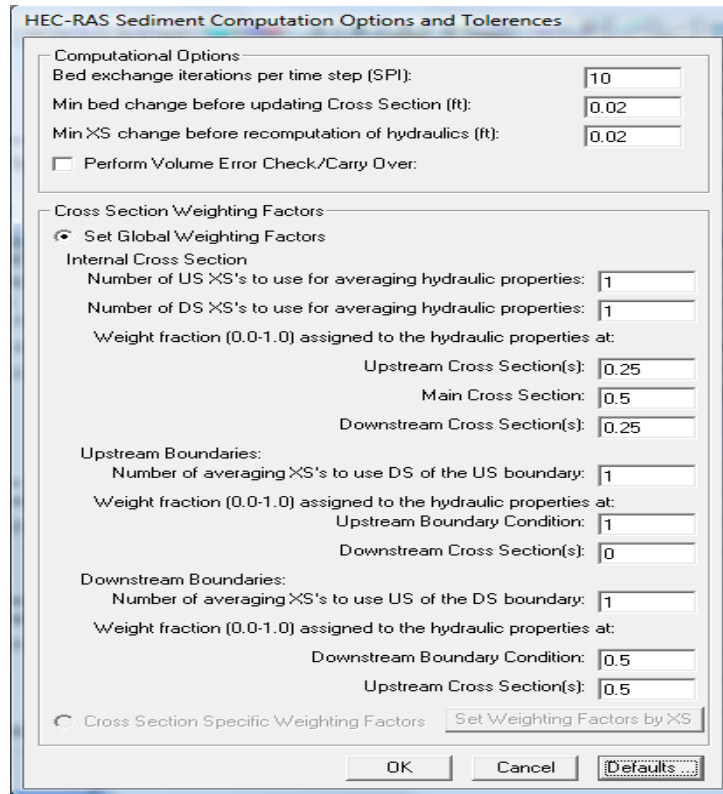 HEC-RAS Sediment Computation Options and Tolerences
Computational Options
Bed exchange iterations per time step (SPI): 10
Min bed change before updating Cross Section (ft): 0.02
Min XS change before recomputation of hydraulics (ft): 0.02
Perform Volume Error Check/Carry Over:
Cross Section Weighting Factors
Set Global Weighting Factors
Internal Cross Section
Number of US XS's to use for averaging hydraulic properties: 1
Number of DS XS's to use for averaging hydraulic properties: 1
Weight fraction (0.0-1.0) assigned to the hydraulic properties at:
Upstream Cross Section(s): 0.25
Main Cross Section: 0.5
Downstream Cross Section(s): 0.25
Upstream Boundaries:
Number of averaging XS's to use DS of the US boundary: 1
Weight fraction (0.0-1.0) assigned to the hydraulic properties at:
Upstream Boundary Condition: 1
Downstream Cross Section(s): 0
Downstream Boundaries:
Number of averaging XS's to use US of the DS boundary: 1
Weight fraction (0.0-1.0) assigned to the hydraulic properties at:
Downstream Boundary Condition: 0.5
Upstream Cross Section(s): 0.5
Cross Section Specific Weighting Factors Set Weighting Factors by XS
OK Cancel Defaults ...